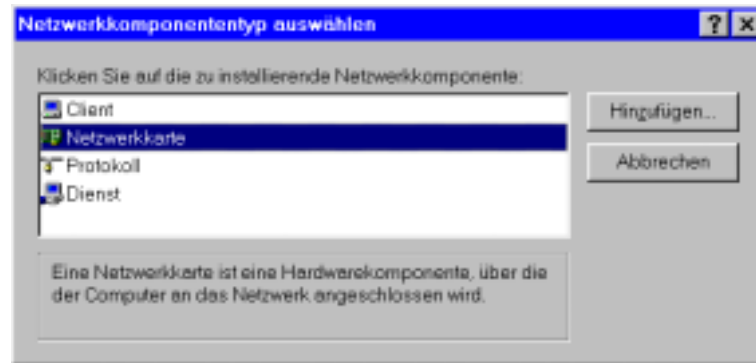 Netzwerkkomponententyp auswählen
Klicken Sie auf die zu installierende Netzwerkkomponente:
Client
Netzwerkkarte
Protokoll
Dienst
Hinzufügen...
Abbrechen
Eine Netzwerkkarte ist eine Hardwarekomponente, über die
der Computer an das Netzwerk angeschlossen wird.